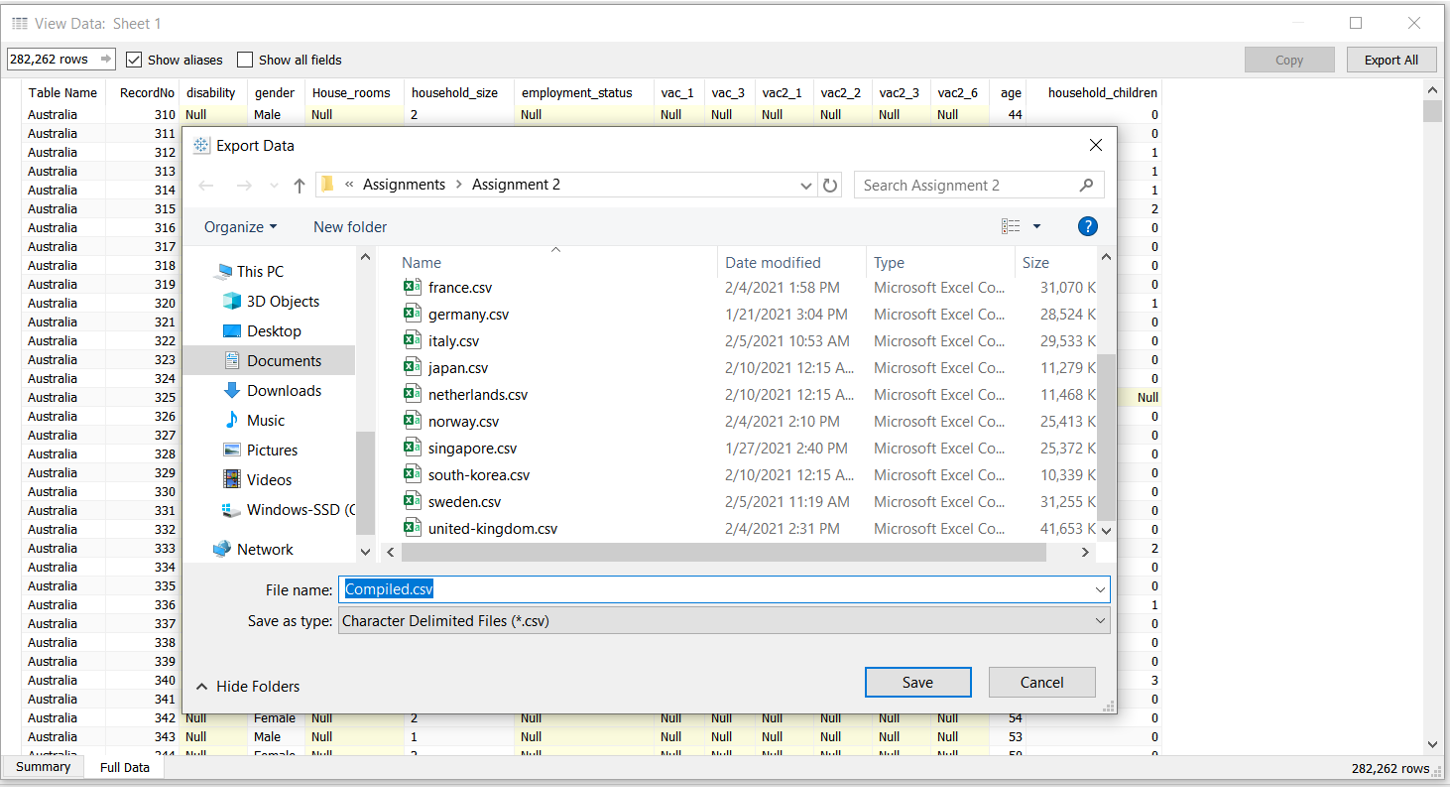 View Data: Sheet 1
282,262 rows Show aliases Show all fields Copy Export All
Table Name RecordNo disability gender House_rooms household_size employment_status vac_1 vac_3 vac2_1 vac2_2 vac2_3 vac2_6 age household_children
Australia 310 Null Male Null 2 Null Null Null Null Null Null Null 44 0
Australia 311 0
Australia 312 1
Australia 313 1
Australia 314 1
Australia 315 2
Australia 316 0
Australia 317 0
Australia 318 0
Australia 319 0
Australia 320 1
Australia 321 0
Australia 322 0
Australia 323 0
Australia 324 0
Australia 325 Null
Australia 326 0
Australia 327 0
Australia 328 0
Australia 329 0
Australia 330 0
Australia 331 0
Australia 332 0
Australia 333 2
Australia 334 0
Australia 335 0
Australia 336 1
Australia 337 0
Australia 338 0
Australia 339 0
Australia 340 3
Australia 341 0
Australia 342 Null Female Null 2 Null Null Null Null Null Null Null 54 0
Australia 343 Null Male Null 1 Null Null Null Null Null Null Null 53 0
Summary Full Data 282,262 rows
Export Data
« Assignments > Assignment 2 Search Assignment 2
Organize New folder ?
This PC
3D Objects
Desktop
Documents
Downloads
Music
Pictures
Videos
Windows-SSD (C
Network
Name Date modified Type Size
france.csv 2/4/2021 1:58 PM Microsoft Excel Co... 31,070 K
germany.csv 1/21/2021 3:04 PM Microsoft Excel Co... 28,524 K
italy.csv 2/5/2021 10:53 AM Microsoft Excel Co... 29,533 K
japan.csv 2/10/2021 12:15 A... Microsoft Excel Co... 11,279 K
netherlands.csv 2/10/2021 12:15 A... Microsoft Excel Co... 11,468 K
norway.csv 2/4/2021 2:10 PM Microsoft Excel Co... 25,413 K
singapore.csv 1/27/2021 2:40 PM Microsoft Excel Co... 25,372 K
south-korea.csv 2/10/2021 12:15 A... Microsoft Excel Co... 10,339 K
sweden.csv 2/5/2021 11:19 AM Microsoft Excel Co... 31,255 K
united-kingdom.csv 2/4/2021 2:31 PM Microsoft Excel Co... 41,653 K
File name: Compiled.csv
Save as type: Character Delimited Files (*.csv)
Hide Folders Save Cancel